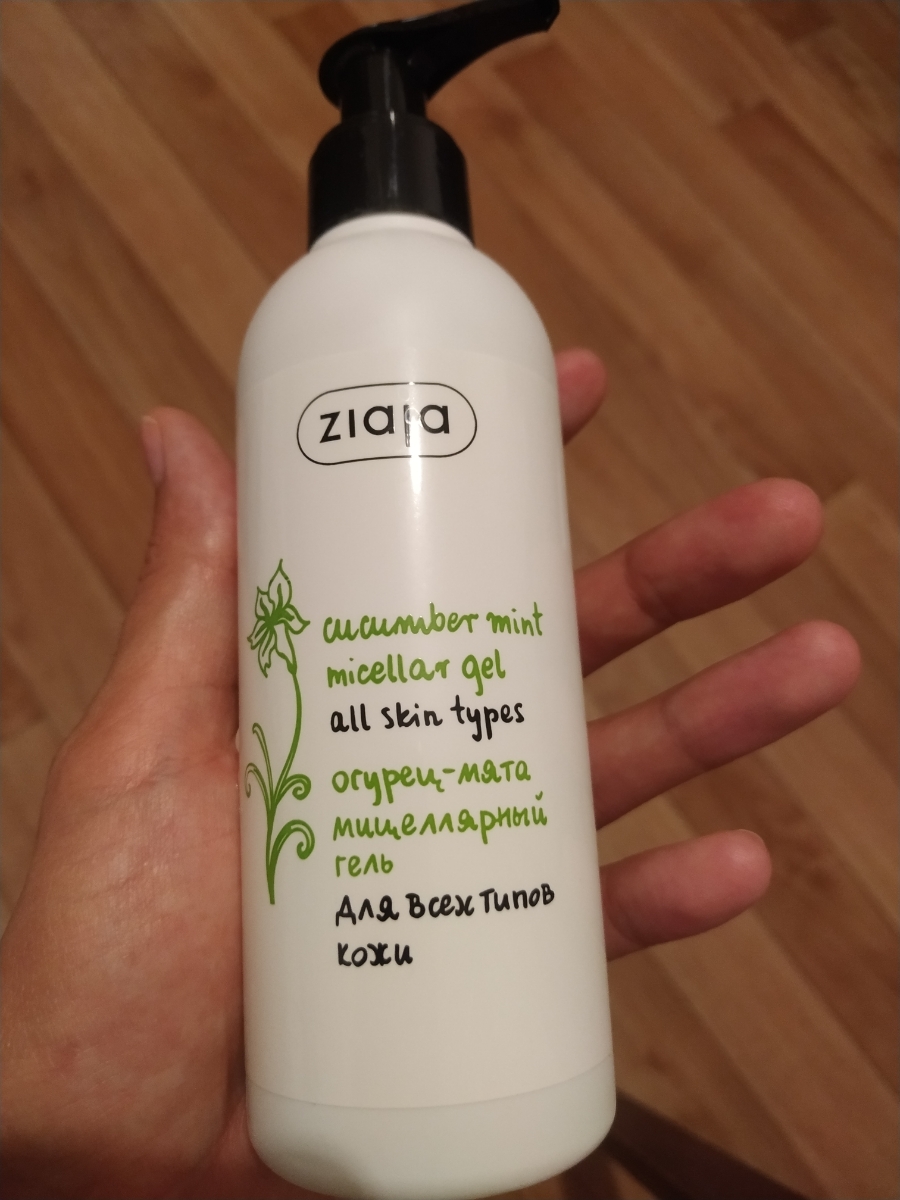 ziaja
cucumber mint
micellar gel
all skin types
огурец-мята
мицеллярный
гель
Для всех типов
кожи